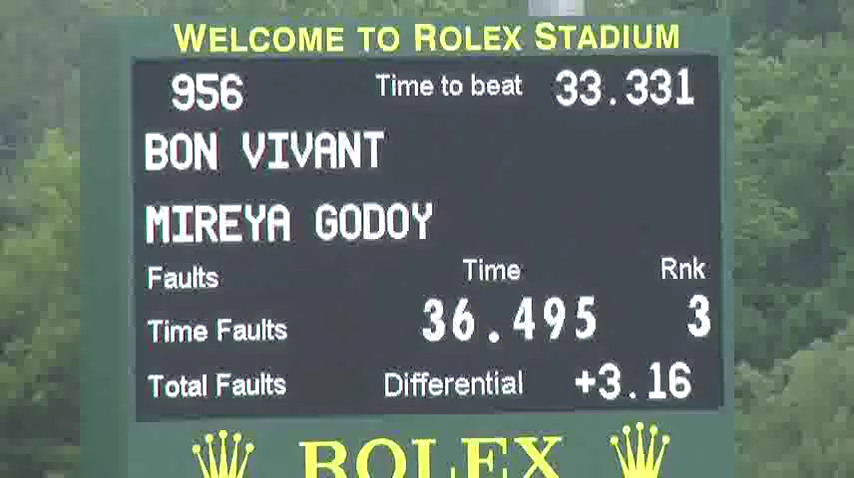 WELCOME TO ROLEX STADIUM
956 Time to beat 33.331
BON VIVANT
MIREYA GODOY
Faults Time Rnk
Time Faults 36.495 3
Total Faults Differential +3.16
ROLEX